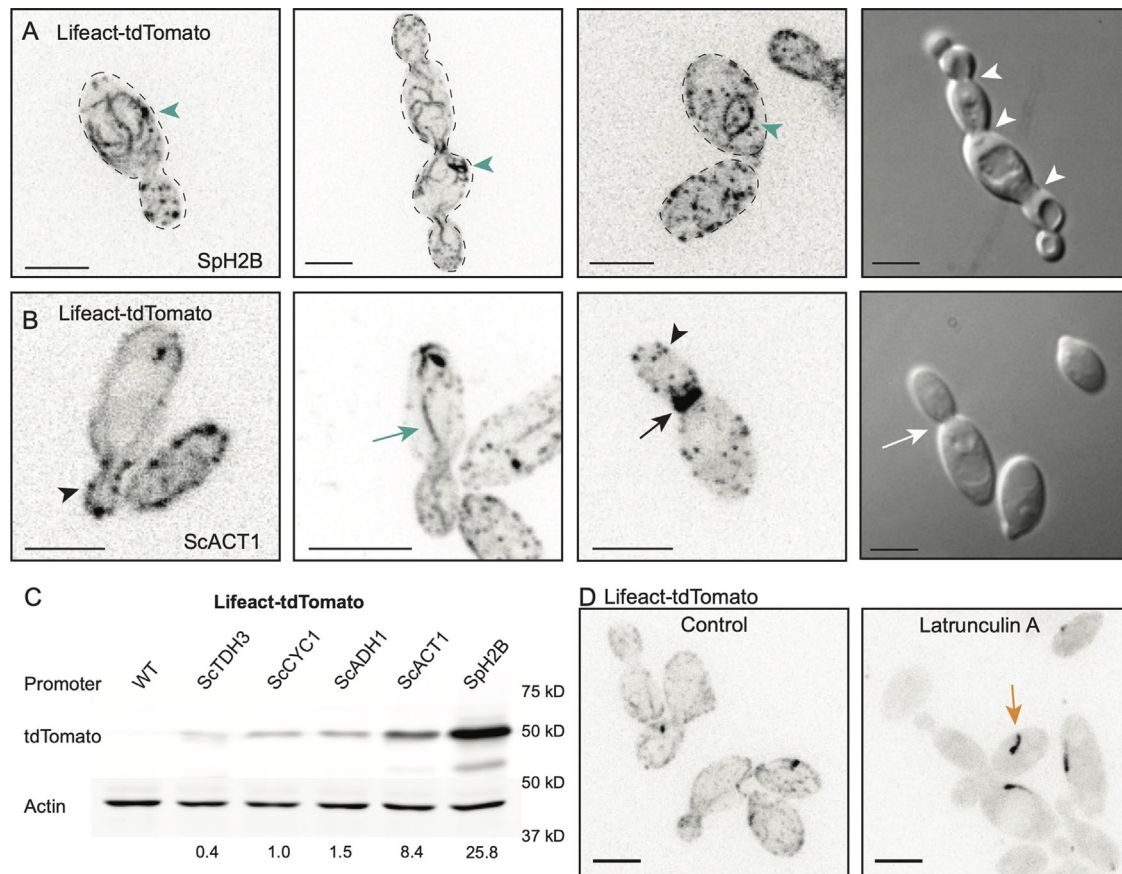 A Lifeact-tdTomato
SpH2B
B Lifeact-tdTomato
ScACT1
C
Lifeact-tdTomato
Promoter WT ScTDH3 ScCYC1 ScADH1 ScACT1 SpH2B
75 kD
tdTomato
50 kD
50 kD
Actin
37 kD
0.4 1.0 1.5 8.4 25.8
D Lifeact-tdTomato
Control
Latrunculin A